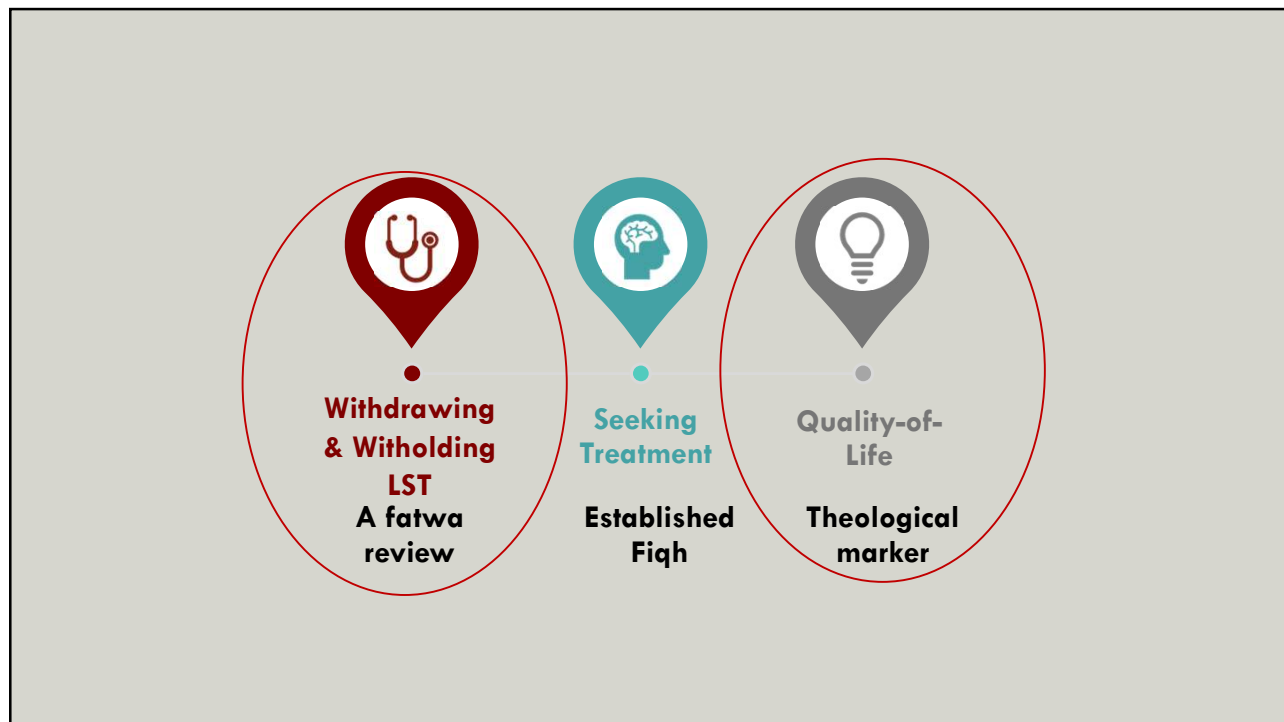 Withdrawing
& Witholding
LST
A fatwa
review
Seeking
Treatment
Established
Fiqh
Quality-of-
Life
Theological
marker